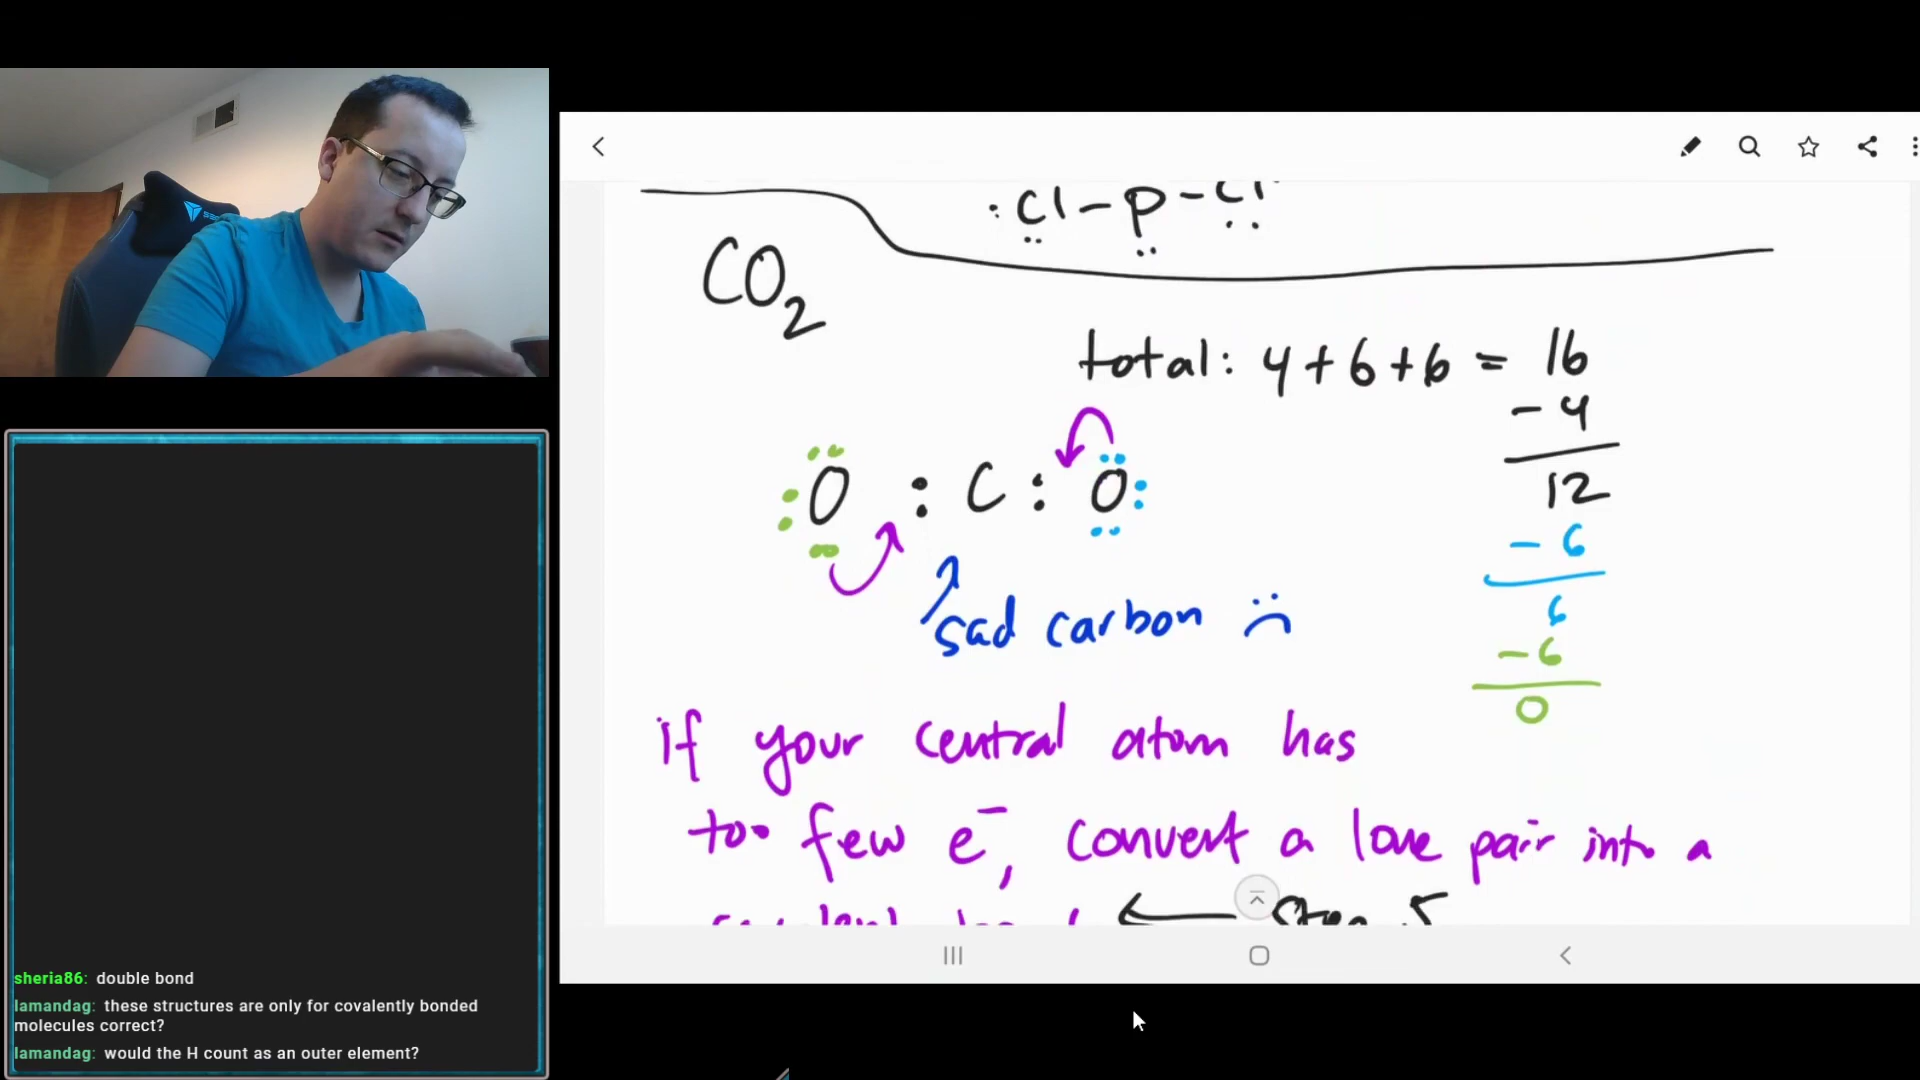 : Cl - P - Cl
CO2
total: 4 + 6 + 6 = 16
- 4
12
- 6
6
- 6
0
: O : C : O :
sad carbon :(
if your central atom has
too few e-, convert a lone pair into a
← Step 5
sheria86: double bond
lamandag: these structures are only for covalently bonded
molecules correct?
lamandag: would the H count as an outer element?